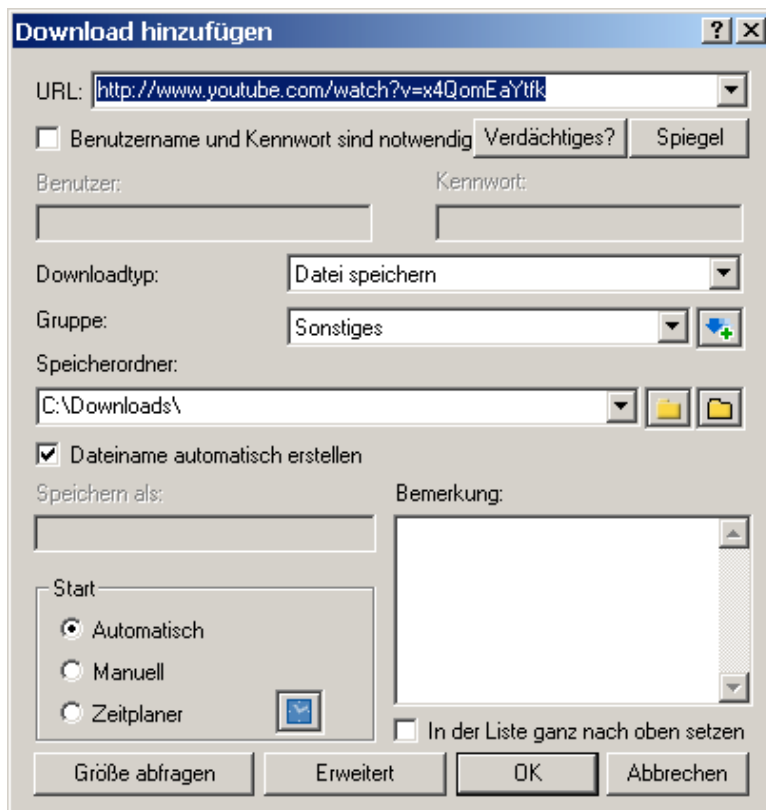 Download hinzufügen
URL: http://www.youtube.com/watch?v=x4QomEaYtfk
Benutzername und Kennwort sind notwendig Verdächtiges? Spiegel
Benutzer: Kennwort:
Downloadtyp: Datei speichern
Gruppe: Sonstiges
Speicherordner:
C:\Downloads\
Dateiname automatisch erstellen
Speichern als: Bemerkung:
Start
Automatisch
Manuell
Zeitplaner
In der Liste ganz nach oben setzen
Größe abfragen Erweitert OK Abbrechen